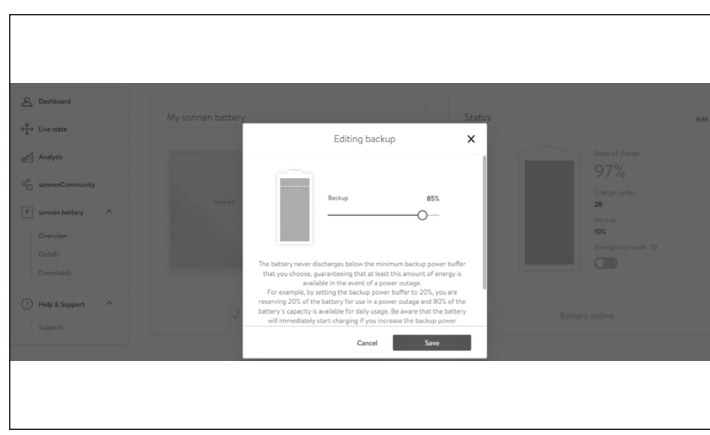 Dashboard
Live state
Analysis
sonnenCommunity
sonnen battery
Overview
Details
Downloads
Help & Support
Support
My sonnen battery
Status
Edit
State of charge
97%
Charge cycles
28
Backup
10%
Emergency mode
Battery online
Editing backup
Backup 85%
The battery never discharges below the minimum backup power buffer
that you choose, guaranteeing that at least this amount of energy is
available in the event of a power outage.
For example, by setting the backup power buffer to 20%, you are
reserving 20% of the battery for use in a power outage and 80% of the
battery's capacity is available for daily usage. Be aware that the battery
will immediately start charging if you increase the backup power
Cancel Save